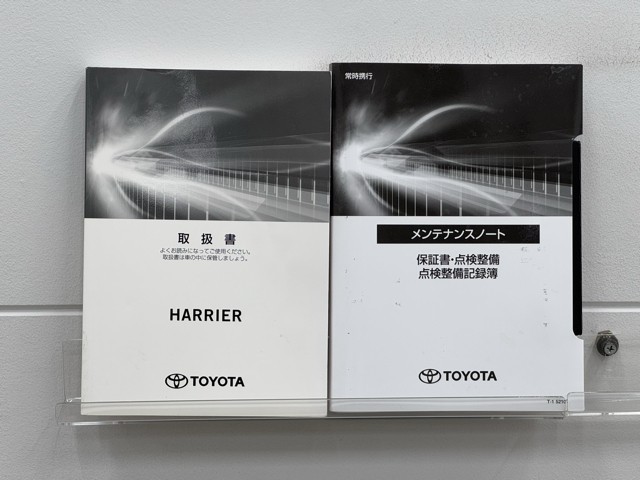 取扱書
よくお読みになってご使用ください。
取扱書は車の中に保管しましょう。
HARRIER
TOYOTA
常時携行
メンテナンスノート
保証書・点検整備
点検整備記録簿
TOYOTA